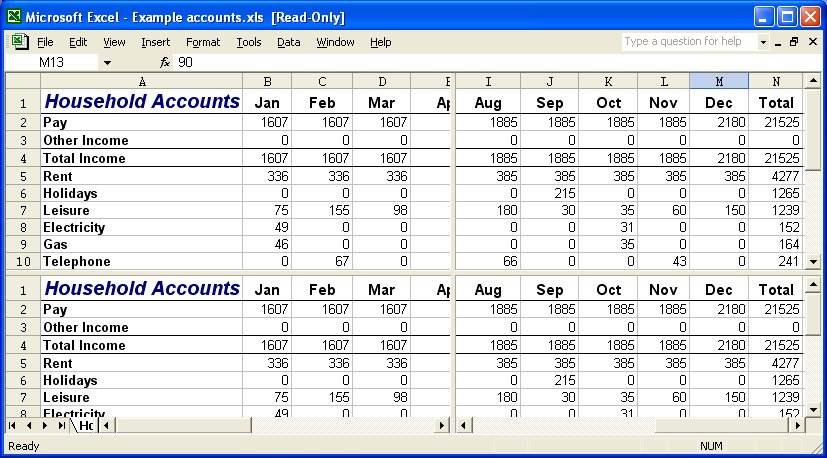 Microsoft Excel - Example accounts.xls [Read-Only]
File Edit View Insert Format Tools Data Window Help Type a question for help
M13 fx 90
A B C D I J K L M N
1 Household Accounts Jan Feb Mar Ap Aug Sep Oct Nov Dec Total
2 Pay 1607 1607 1607 1885 1885 1885 1885 2180 21525
3 Other Income 0 0 0 0 0 0 0 0 0
4 Total Income 1607 1607 1607 1885 1885 1885 1885 2180 21525
5 Rent 336 336 336 385 385 385 385 385 4277
6 Holidays 0 0 0 0 215 0 0 0 1265
7 Leisure 75 155 98 180 30 35 60 150 1239
8 Electricity 49 0 0 0 0 31 0 0 152
9 Gas 46 0 0 0 0 35 0 0 164
10 Telephone 0 67 0 66 0 0 43 0 241
1 Household Accounts Jan Feb Mar Ap Aug Sep Oct Nov Dec Total
2 Pay 1607 1607 1607 1885 1885 1885 1885 2180 21525
3 Other Income 0 0 0 0 0 0 0 0 0
4 Total Income 1607 1607 1607 1885 1885 1885 1885 2180 21525
5 Rent 336 336 336 385 385 385 385 385 4277
6 Holidays 0 0 0 0 215 0 0 0 1265
7 Leisure 75 155 98 180 30 35 60 150 1239
8 Electricity 49 0 0 0 0 31 0 0 152
Ho
Ready NUM